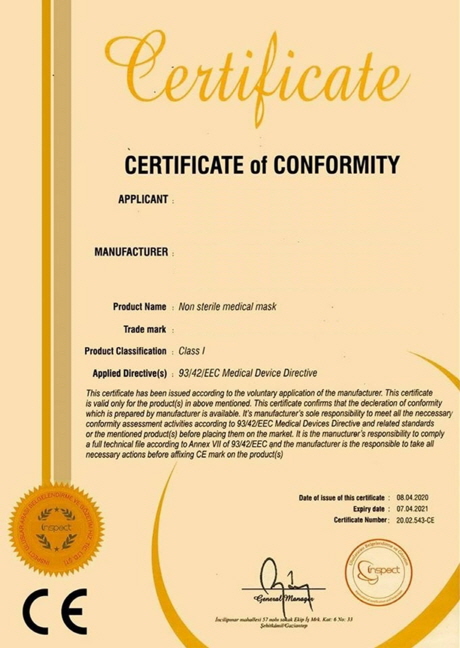 Certificate
CERTIFICATE of CONFORMITY
APPLICANT :
MANUFACTURER :
Product Name : Non sterile medical mask
Trade mark :
Product Classification : Class I
Applied Directive(s) : 93/42/EEC Medical Device Directive
This certificate has been issued according to the voluntary application of the manufacturer. This certificate
is valid only for the product(s) in above mentioned. This certificate confirms that the decleration of conformity
which is prepared by manufacturer is available. It's manufacturer's sole responsibility to meet all the neccessary
conformity assessment activities according to 93/42/EEC Medical Devices Directive and related standards
or the mentioned product(s) before placing them on the market. It is the manucturer's responsibility to comply
a full technical file according to Annex VII of 93/42/EEC and the manufacturer is the responsible to take all
necessary actions before affixing CE mark on the product(s)
Date of issue of this certificate : 08.04.2020
Expiry date : 07.04.2021
Certificate Number : 20.02.543-CE
inspect
inspect
General Manager
CE
İncilipınar mahallesi 37 nolu sokak Ekip İş Mrk. Kat: 6 No: 33
Şehitkâmil/Gaziantep